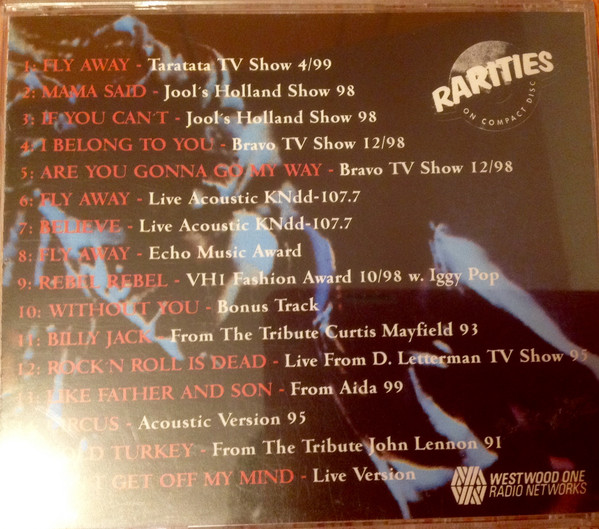 1: FLY AWAY - Taratata TV Show 4/99
2: MAMA SAID - Jool's Holland Show 98
3: IF YOU CAN'T - Jool's Holland Show 98
4: I BELONG TO YOU - Bravo TV Show 12/98
5: ARE YOU GONNA GO MY WAY - Bravo TV Show 12/98
6: FLY AWAY - Live Acoustic KNdd-107.7
7: BELIEVE - Live Acoustic KNdd-107.7
8: FLY AWAY - Echo Music Award
9: REBEL REBEL - VH1 Fashion Award 10/98 w. Iggy Pop
10: WITHOUT YOU - Bonus Track
11: BILLY JACK - From The Tribute Curtis Mayfield 93
12: ROCK'N ROLL IS DEAD - Live From D. Letterman TV Show 95
13: LIKE FATHER AND SON - From Aida 99
CIRCUS - Acoustic Version 95
COLD TURKEY - From The Tribute John Lennon 91
GET OFF MY MIND - Live Version
RARITIES
ON COMPACT DISC
WESTWOOD ONE
RADIO NETWORKS